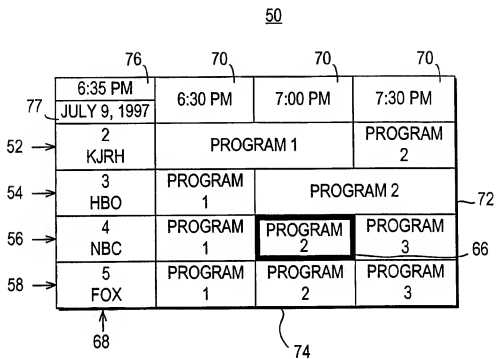 50
76 70 70 70
6:35 PM 6:30 PM 7:00 PM 7:30 PM
77
JULY 9, 1997
52 2 KJRH PROGRAM 1 PROGRAM 2
54 3 HBO PROGRAM 1 PROGRAM 2
72
56 4 NBC PROGRAM 1 PROGRAM 2 PROGRAM 3
66
58 5 FOX PROGRAM 1 PROGRAM 2 PROGRAM 3
68 74